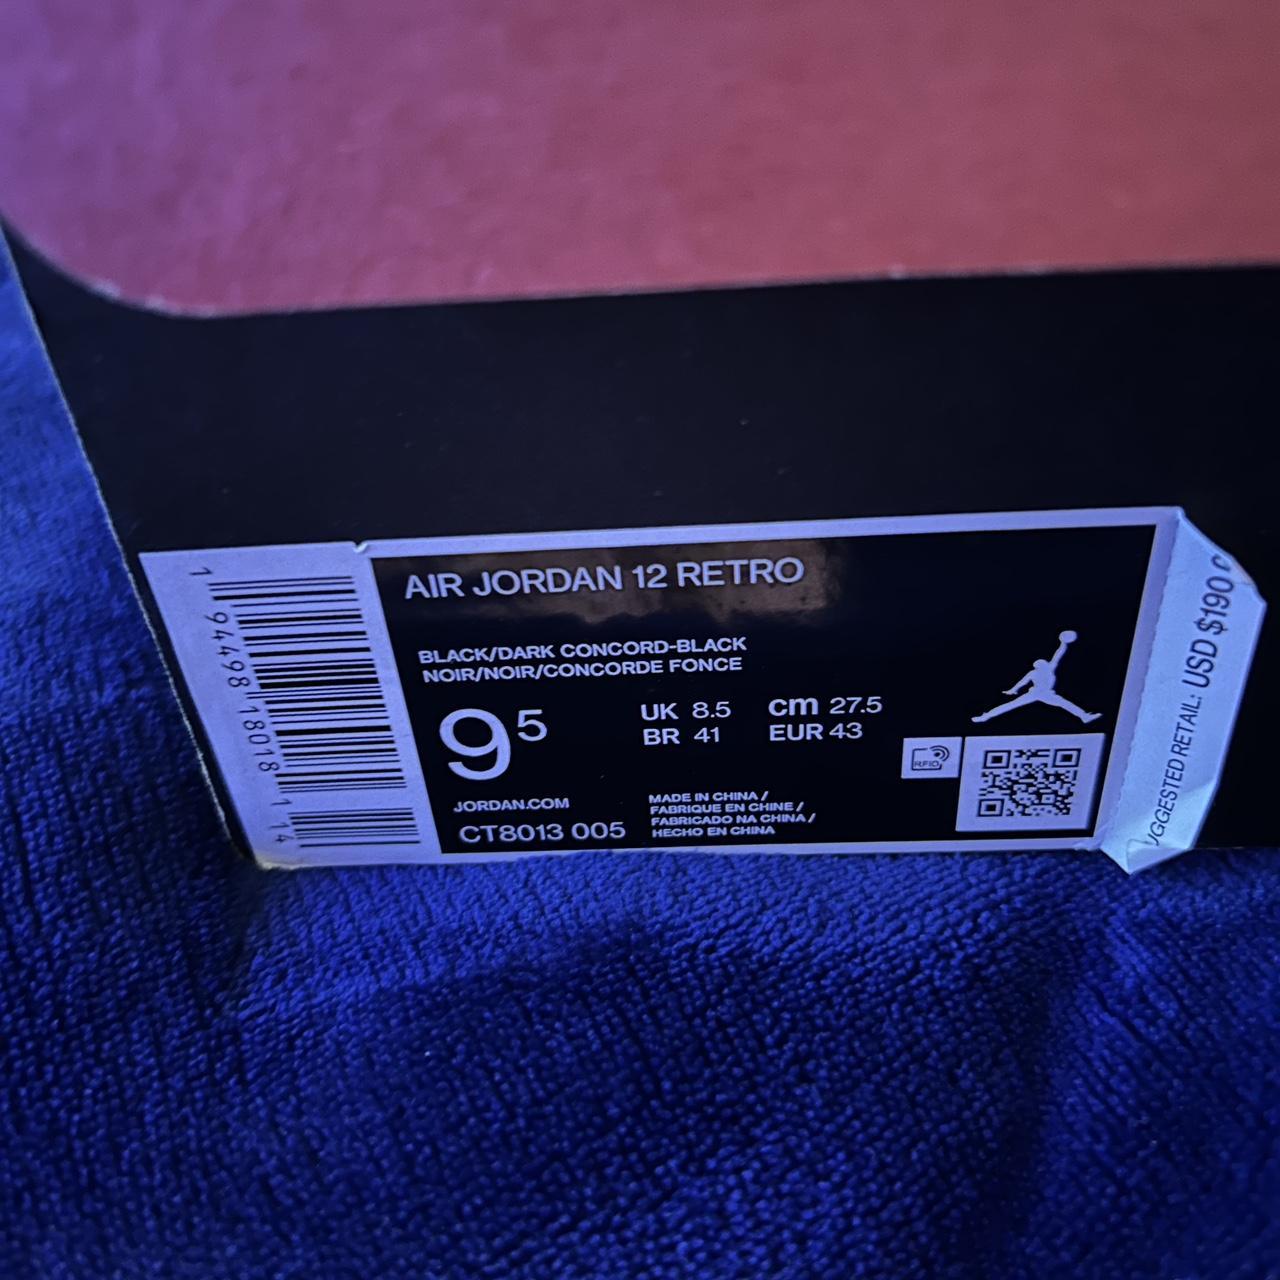 AIR JORDAN 12 RETRO
BLACK/DARK CONCORD-BLACK
NOIR/NOIR/CONCORDE FONCE
9⁵
UK 8.5
BR 41
cm 27.5
EUR 43
JORDAN.COM
CT8013 005
MADE IN CHINA /
FABRIQUE EN CHINE /
FABRICADO NA CHINA /
HECHO EN CHINA
RFID
1 94498 18018 1 14
UGGESTED RETAIL: USD $190